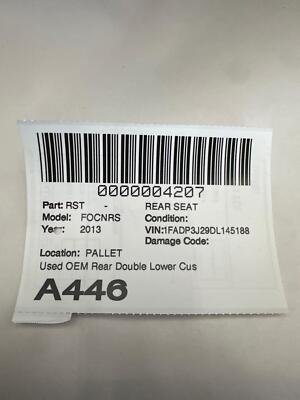 0000004207
Part: RST - REAR SEAT
Model: FOCNRS Condition:
Year: 2013 VIN:1FADP3J29DL145188
Damage Code:
Location: PALLET
Used OEM Rear Double Lower Cus
A446